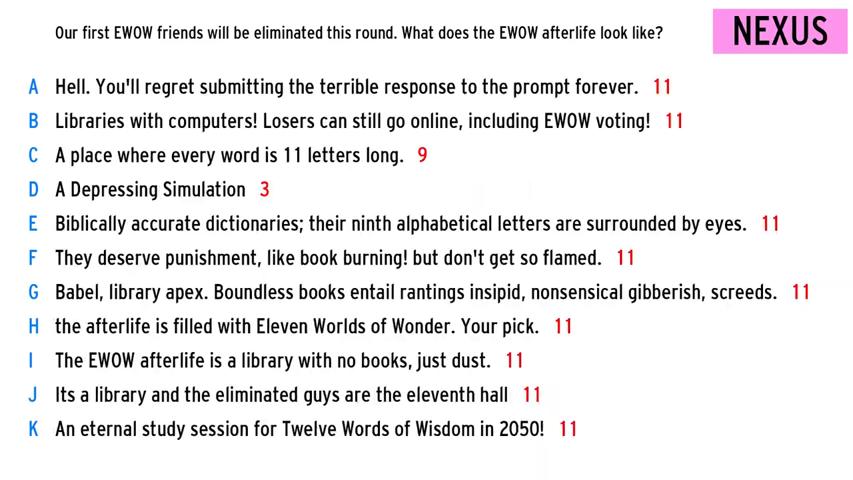 Our first EWOW friends will be eliminated this round. What does the EWOW afterlife look like?
NEXUS
A Hell. You'll regret submitting the terrible response to the prompt forever. 11
B Libraries with computers! Losers can still go online, including EWOW voting! 11
C A place where every word is 11 letters long. 9
D A Depressing Simulation 3
E Biblically accurate dictionaries; their ninth alphabetical letters are surrounded by eyes. 11
F They deserve punishment, like book burning! but don't get so flamed. 11
G Babel, library apex. Boundless books entail rantings insipid, nonsensical gibberish, screeds. 11
H the afterlife is filled with Eleven Worlds of Wonder. Your pick. 11
I The EWOW afterlife is a library with no books, just dust. 11
J Its a library and the eliminated guys are the eleventh hall 11
K An eternal study session for Twelve Words of Wisdom in 2050! 11